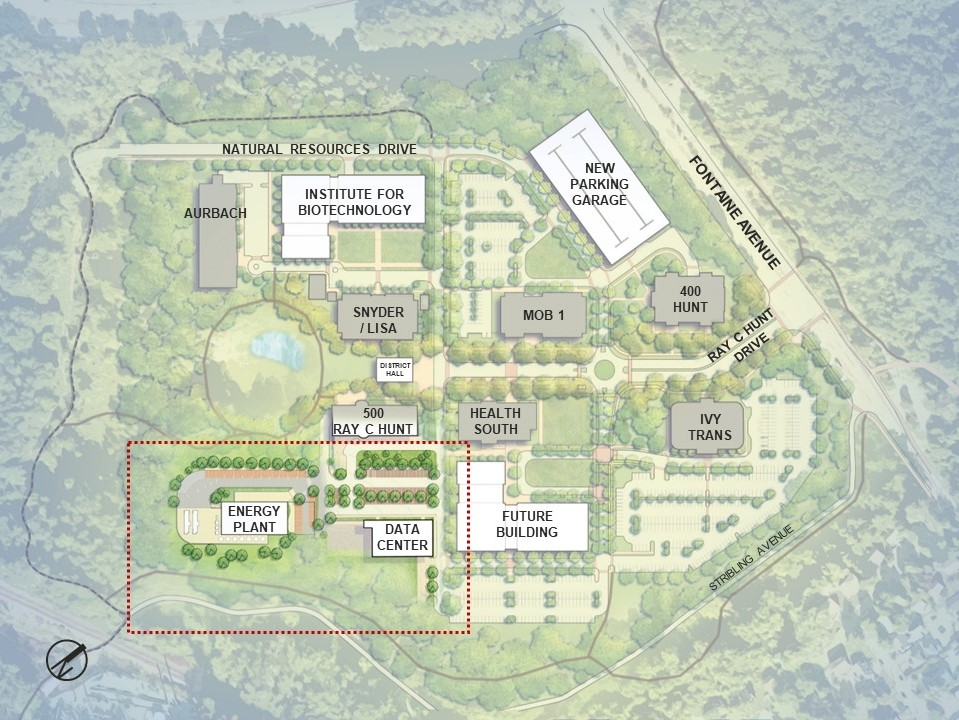 NATURAL RESOURCES DRIVE
AURBACH
INSTITUTE FOR
BIOTECHNOLOGY
NEW
PARKING
GARAGE
FONTAINE AVENUE
SNYDER
/ LISA
MOB 1
400
HUNT
RAY C HUNT
DRIVE
DISTRICT
HALL
500
RAY C HUNT
HEALTH
SOUTH
IVY
TRANS
ENERGY
PLANT
DATA
CENTER
FUTURE
BUILDING
STRIBLING AVENUE